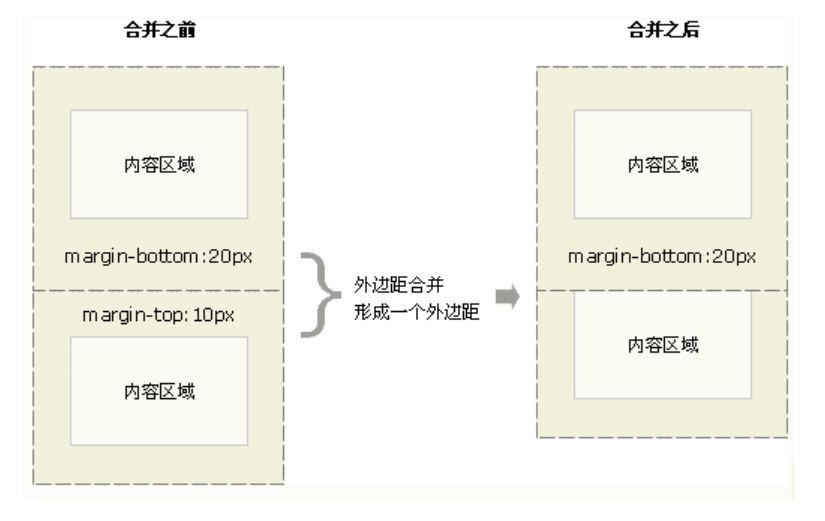 合并之前
合并之后
内容区域
内容区域
margin-bottom:20px
margin-bottom:20px
外边距合并
形成一个外边距
margin-top:10px
内容区域
内容区域